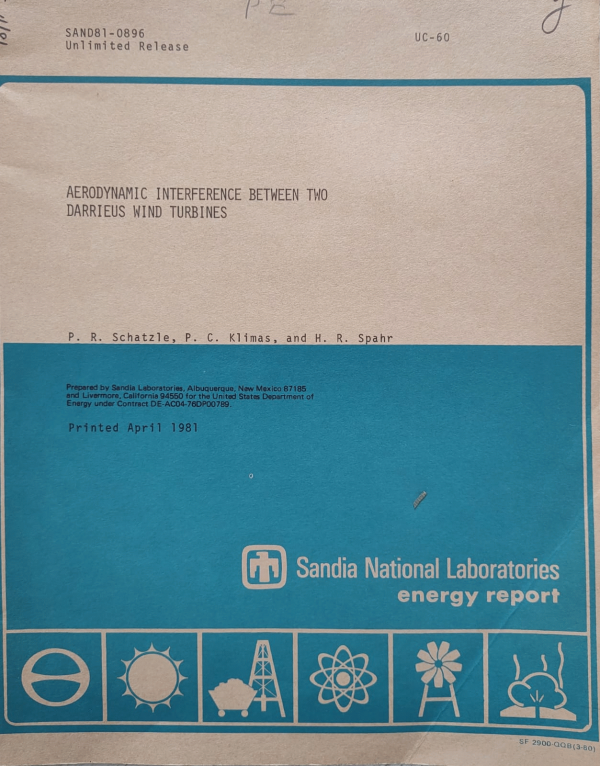 SAND81-0896
Unlimited Release
UC-60
AERODYNAMIC INTERFERENCE BETWEEN TWO
DARRIEUS WIND TURBINES
P. R. Schatzle, P. C. Klimas, and H. R. Spahr
Prepared by Sandia Laboratories, Albuquerque, New Mexico 87185
and Livermore, California 94550 for the United States Department of
Energy under Contract DE-AC04-76DP00789.
Printed April 1981
Sandia National Laboratories
energy report
SF 2900-QQB(3-80)